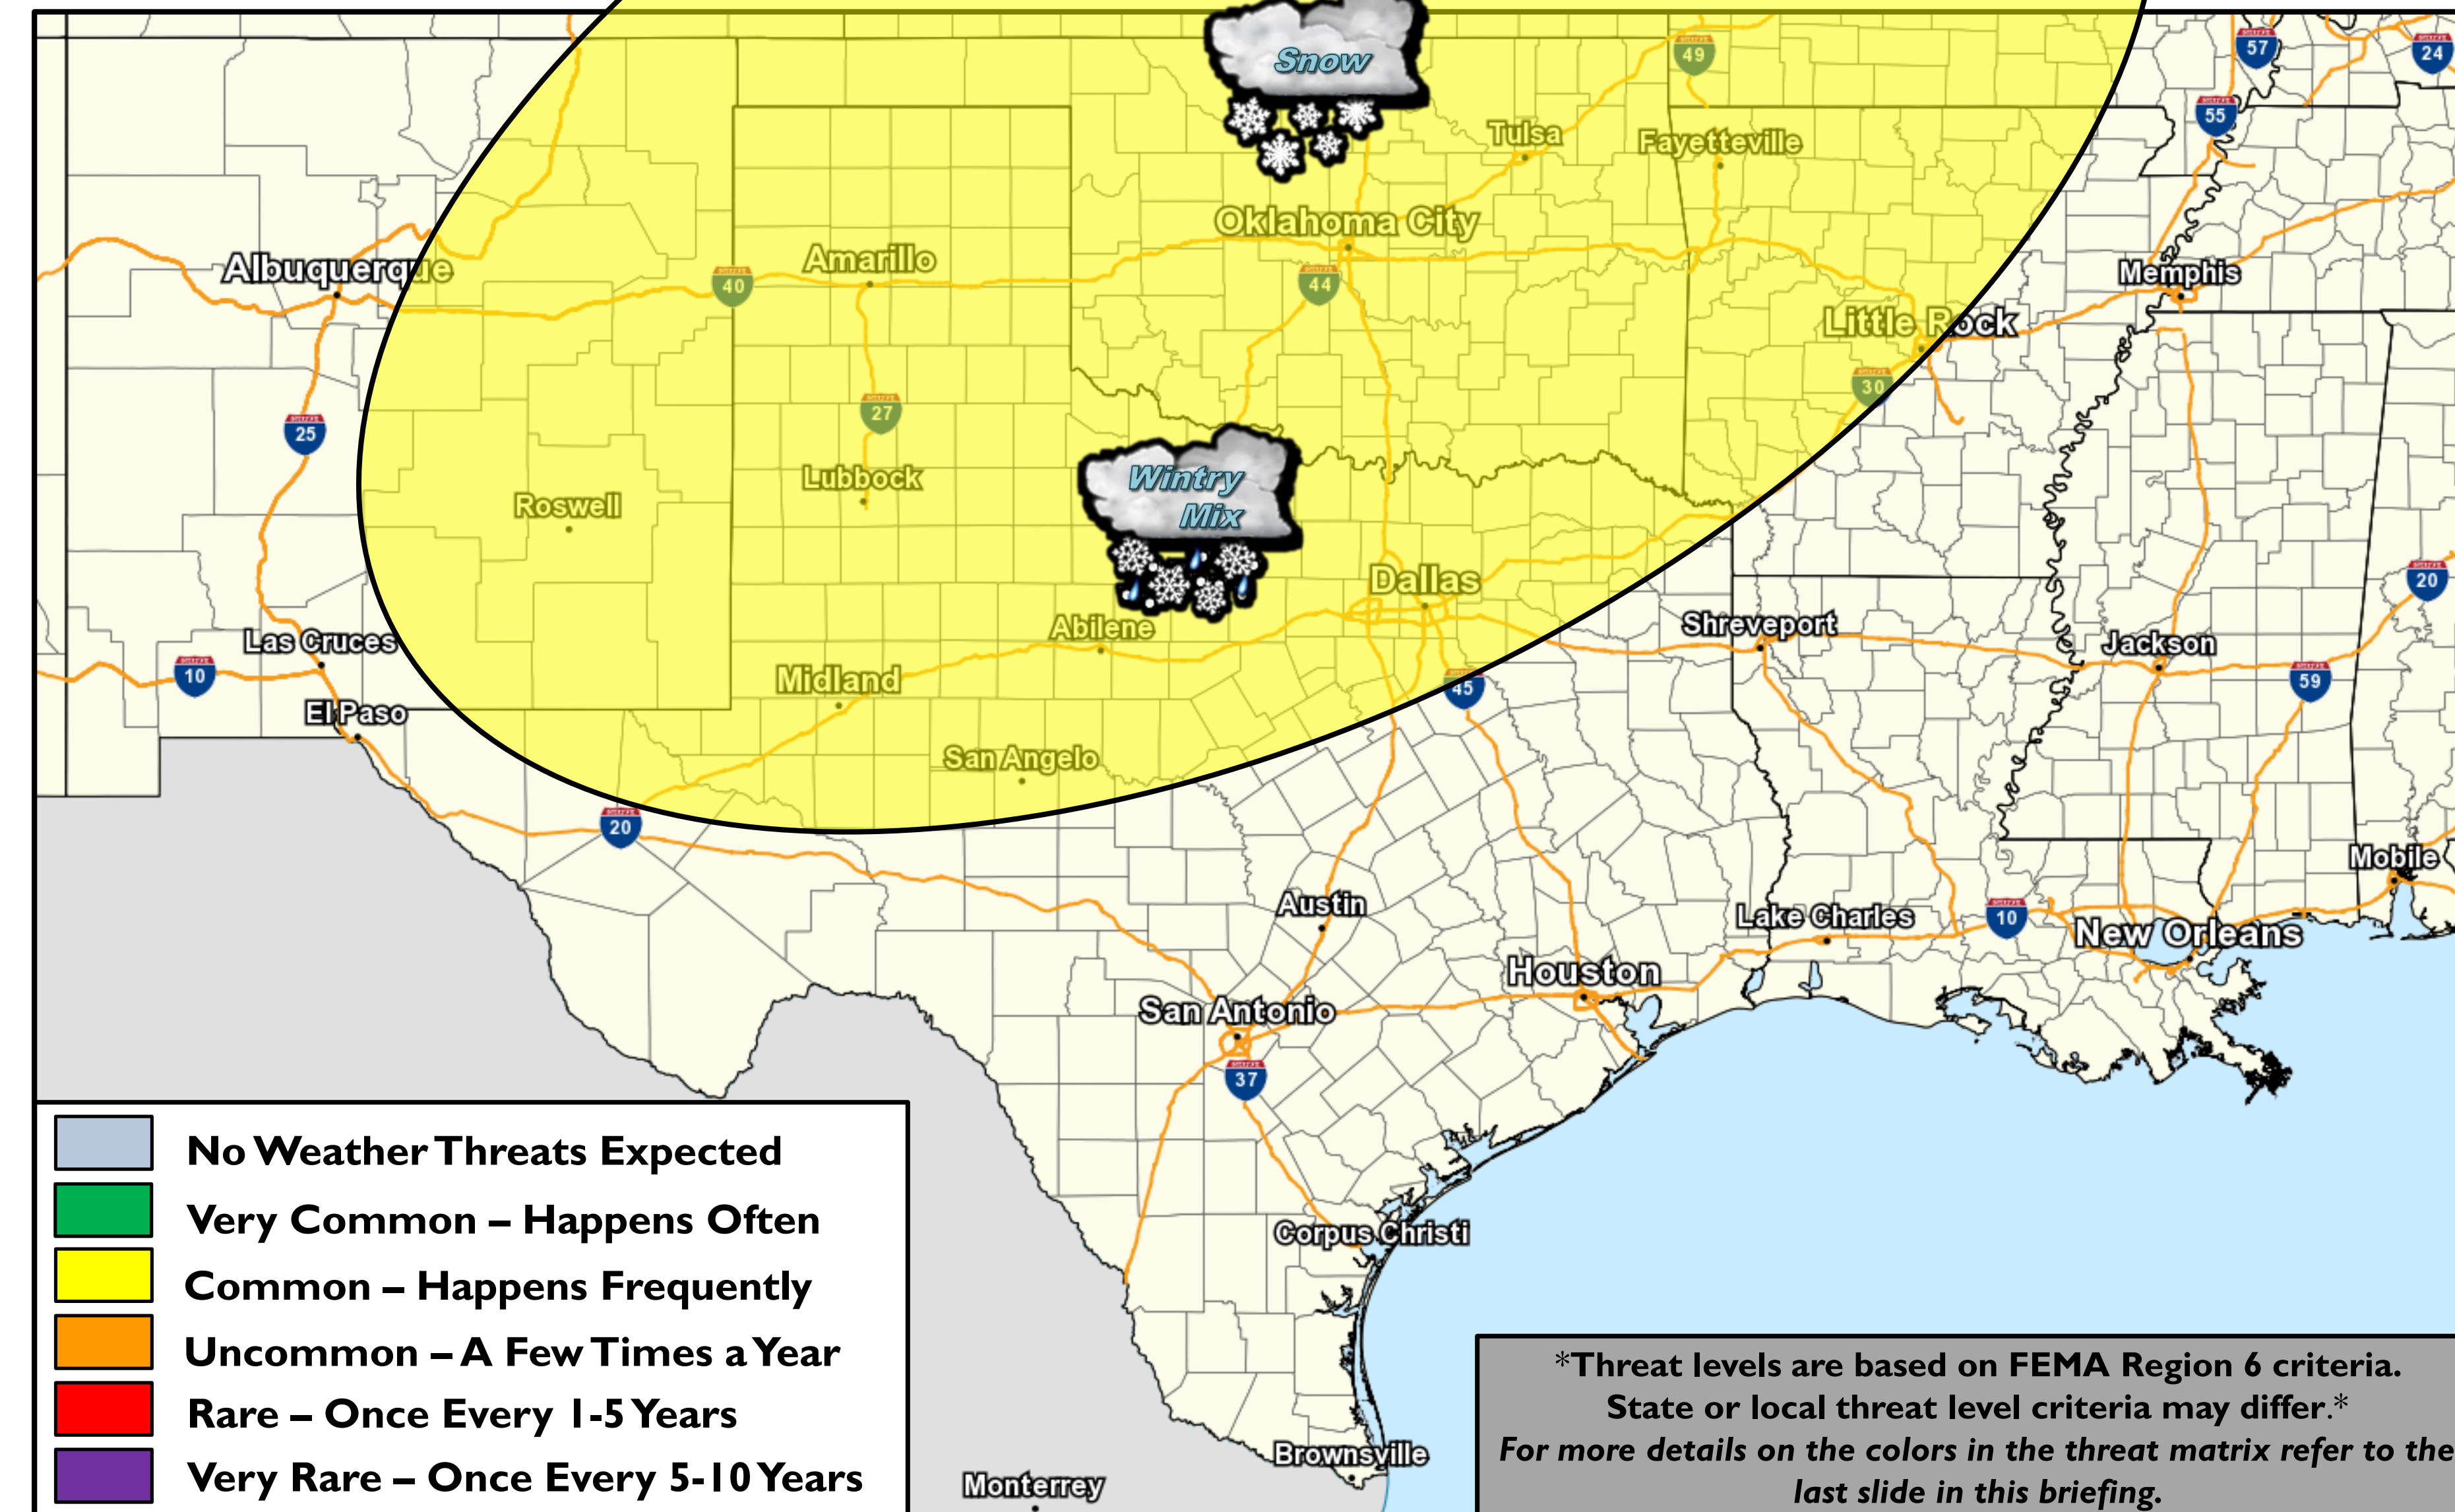 Snow
49
57
24
55
Tulsa
Fayetteville
Oklahoma City
Albuquerque
Amarillo
40
44
Memphis
Little Rock
30
27
25
Lubbock
Roswell
Wintry
Mix
Dallas
20
Abilene
Shreveport
Las Cruces
Jackson
10
Midland
45
59
El Paso
San Angelo
20
Mobile
Austin
Lake Charles
10
New Orleans
Houston
San Antonio
37
Corpus Christi
Brownsville
Monterrey
No Weather Threats Expected
Very Common – Happens Often
Common – Happens Frequently
Uncommon – A Few Times a Year
Rare – Once Every 1-5 Years
Very Rare – Once Every 5-10 Years
*Threat levels are based on FEMA Region 6 criteria.
State or local threat level criteria may differ.*
For more details on the colors in the threat matrix refer to the
last slide in this briefing.